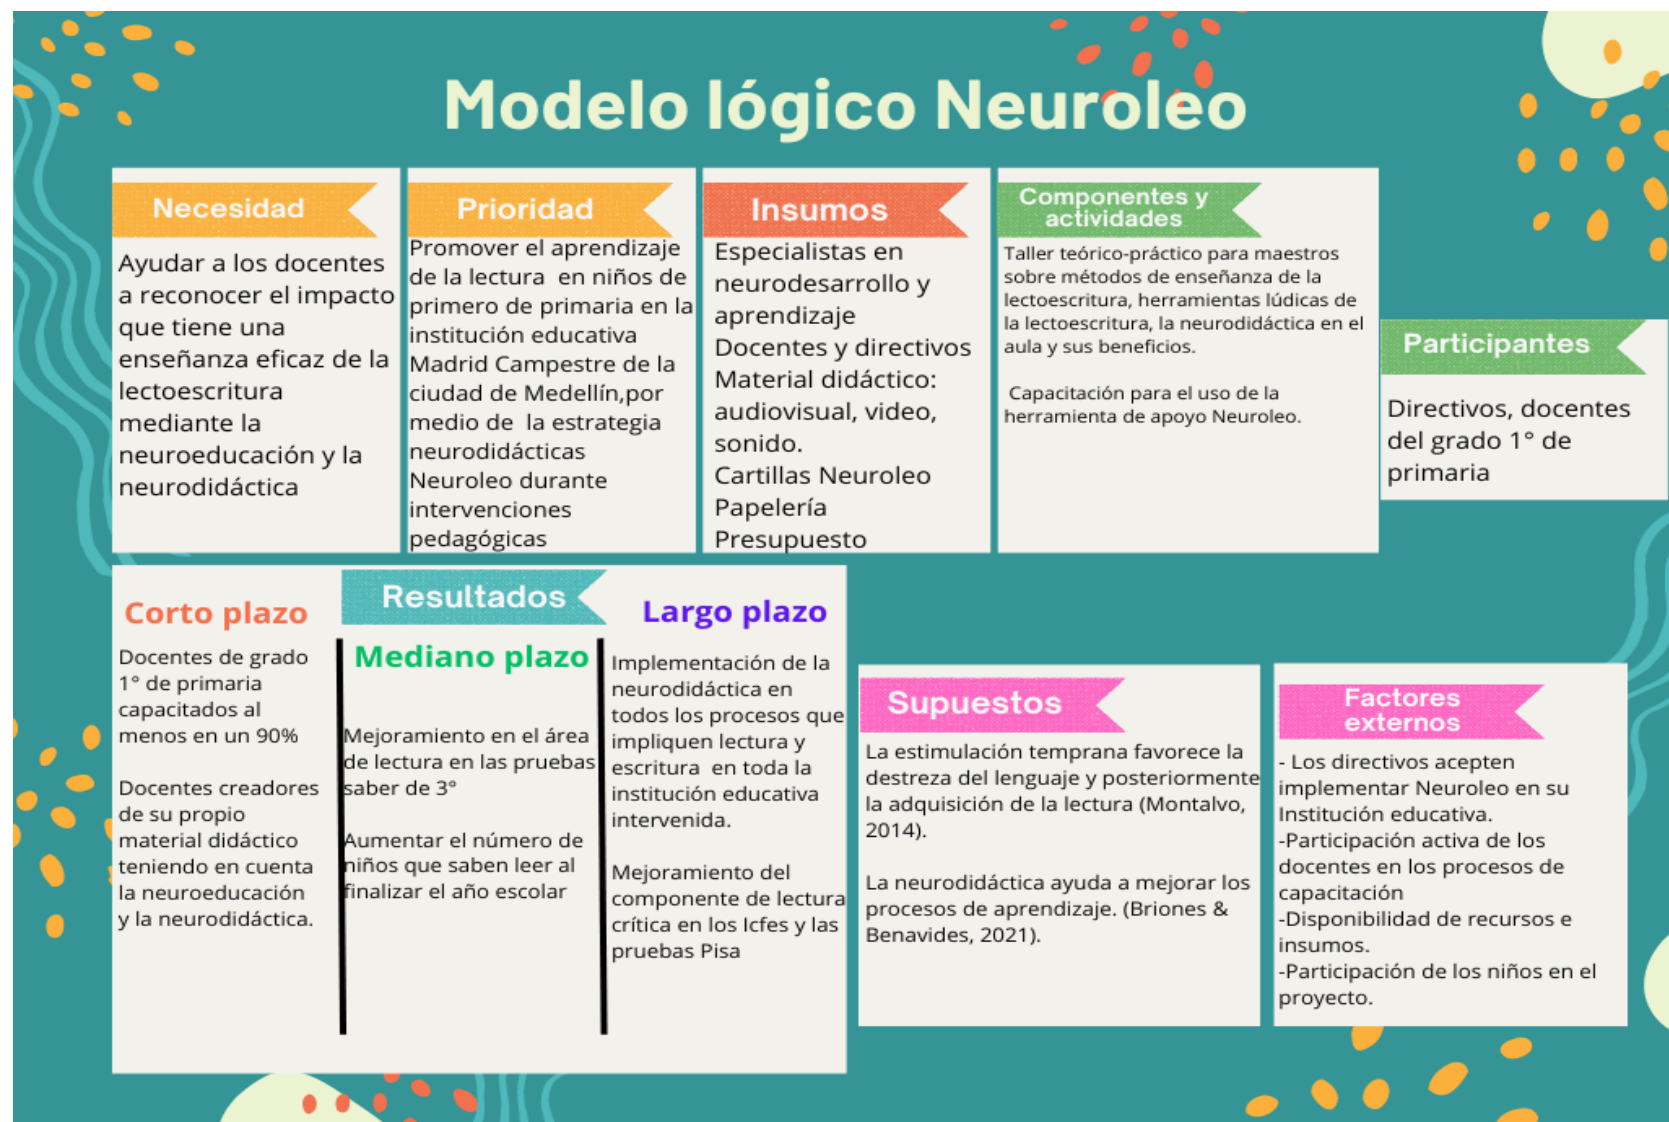 Modelo lógico Neuroleo
Necesidad
Ayudar a los docentes
a reconocer el impacto
que tiene una
enseñanza eficaz de la
lectoescritura
mediante la
neuroeducación y la
neurodidáctica
Prioridad
Promover el aprendizaje
de la lectura en niños de
primero de primaria en la
institución educativa
Madrid Campestre de la
ciudad de Medellín,por
medio de la estrategia
neurodidácticas
Neuroleo durante
intervenciones
pedagógicas
Insumos
Especialistas en
neurodesarrollo y
aprendizaje
Docentes y directivos
Material didáctico:
audiovisual, video,
sonido.
Cartillas Neuroleo
Papelería
Presupuesto
Componentes y
actividades
Taller teórico-práctico para maestros
sobre métodos de enseñanza de la
lectoescritura, herramientas lúdicas de
la lectoescritura, la neurodidáctica en el
aula y sus beneficios.
Capacitación para el uso de la
herramienta de apoyo Neuroleo.
Participantes
Directivos, docentes
del grado 1° de
primaria
Resultados
Corto plazo
Docentes de grado
1° de primaria
capacitados al
menos en un 90%
Docentes creadores
de su propio
material didáctico
teniendo en cuenta
la neuroeducación
y la neurodidáctica.
Mediano plazo
Mejoramiento en el área
de lectura en las pruebas
saber de 3°
Aumentar el número de
niños que saben leer al
finalizar el año escolar
Largo plazo
Implementación de la
neurodidáctica en
todos los procesos que
impliquen lectura y
escritura en toda la
institución educativa
intervenida.
Mejoramiento del
componente de lectura
crítica en los Icfes y las
pruebas Pisa
Supuestos
La estimulación temprana favorece la
destreza del lenguaje y posteriormente
la adquisición de la lectura (Montalvo,
2014).
La neurodidáctica ayuda a mejorar los
procesos de aprendizaje. (Briones &
Benavides, 2021).
Factores
externos
- Los directivos acepten
implementar Neuroleo en su
Institución educativa.
-Participación activa de los
docentes en los procesos de
capacitación
-Disponibilidad de recursos e
insumos.
-Participación de los niños en el
proyecto.